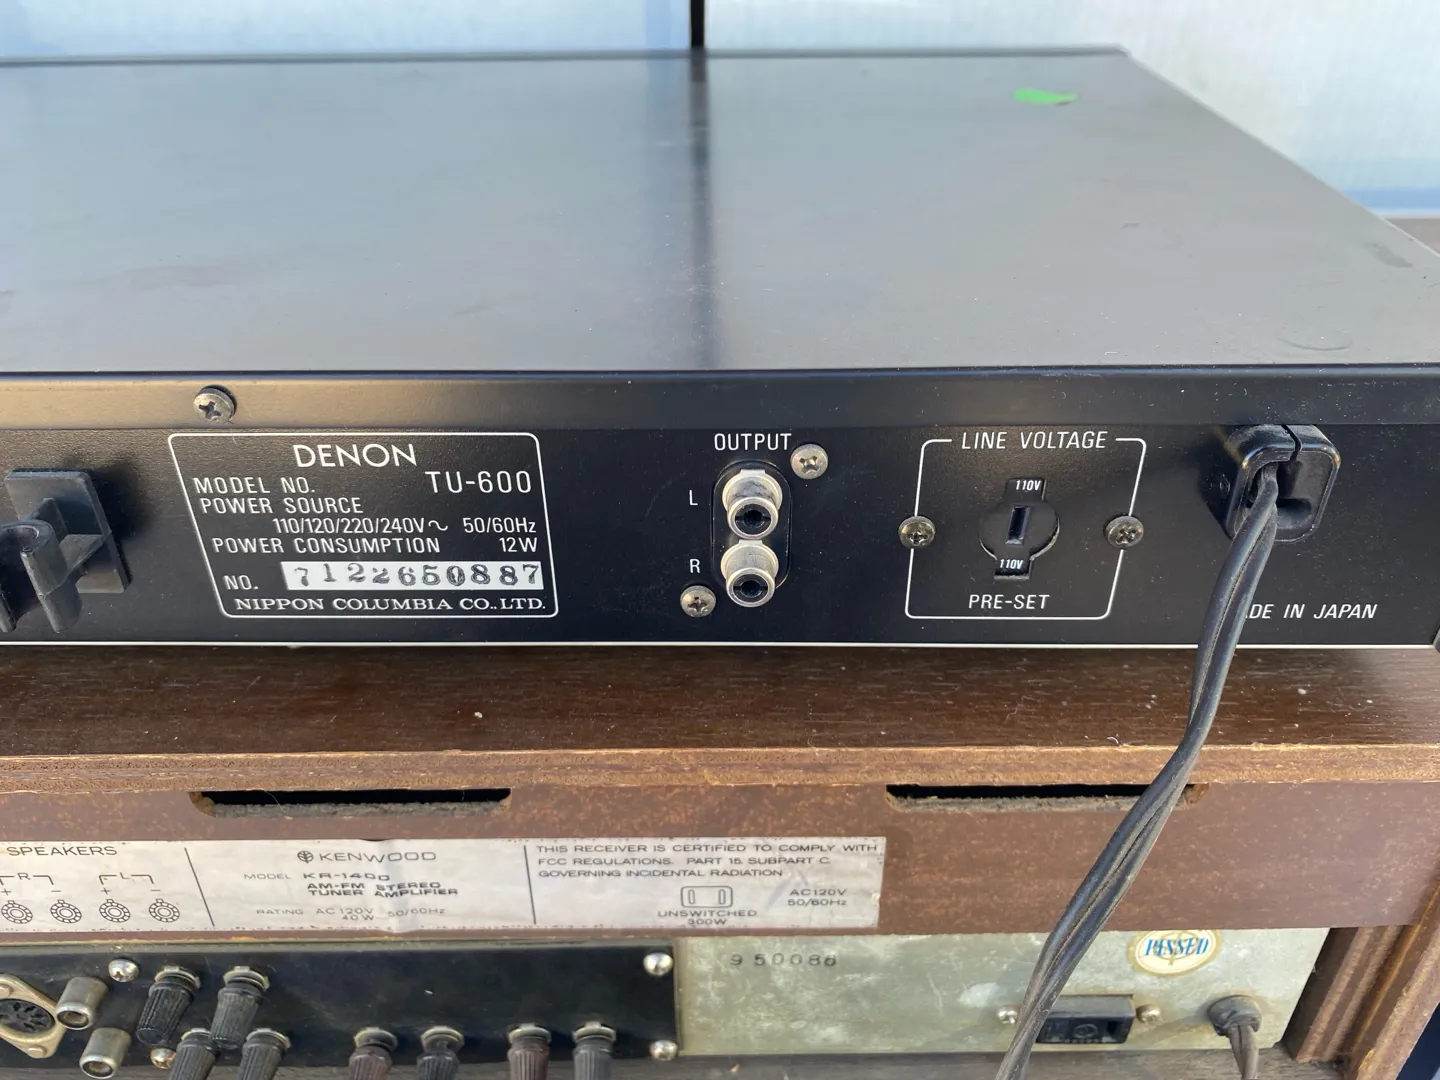 DENON
MODEL NO. TU-600
POWER SOURCE
110/120/220/240V~ 50/60Hz
POWER CONSUMPTION 12W
NO. 7122650887
NIPPON COLUMBIA CO.,LTD.
OUTPUT
L
R
LINE VOLTAGE
110V
110V
PRE-SET
DE IN JAPAN
SPEAKERS
R L
+ - + -
KENWOOD
MODEL KR-1400
AM-FM STEREO
TUNER AMPLIFIER
RATING AC 120V 50/60Hz
40W
THIS RECEIVER IS CERTIFIED TO COMPLY WITH
FCC REGULATIONS. PART 15. SUBPART C.
GOVERNING INCIDENTAL RADIATION
AC120V
50/60Hz
UNSWITCHED
300W
950086
PASSED